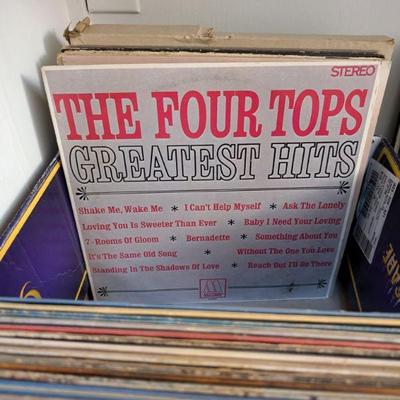 STEREO
THE FOUR TOPS
GREATEST HITS
Shake Me, Wake Me * I Can't Help Myself * Ask The Lonely
Loving You Is Sweeter Than Ever * Baby I Need Your Loving
7-Rooms Of Gloom * Bernadette * Something About You
It's The Same Old Song * Without The One You Love
Standing In The Shadows Of Love * Reach Out I'll Be There